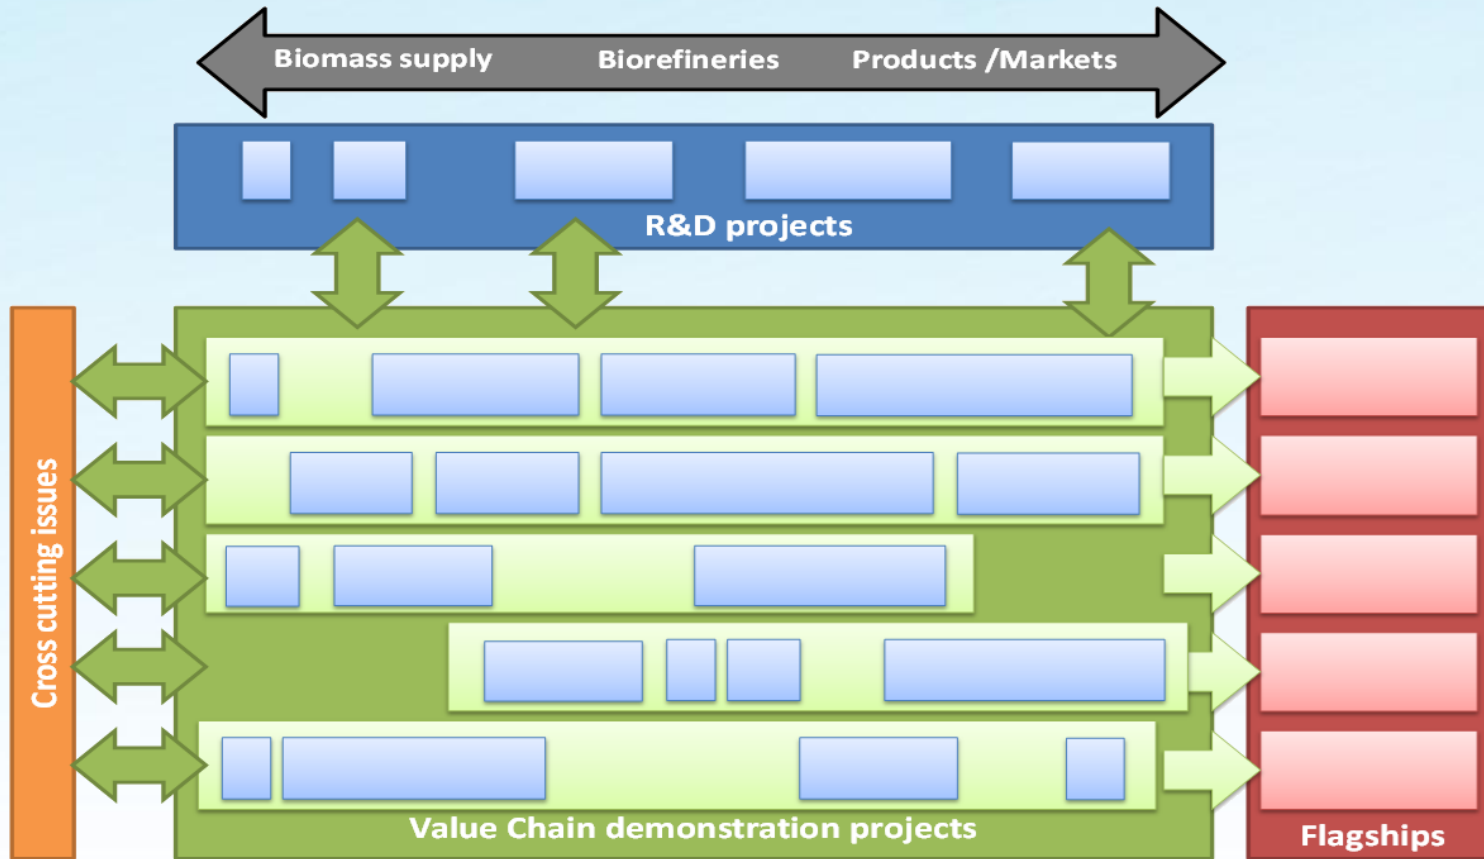 Biomass supply Biorefineries Products /Markets
R&D projects
Cross cutting issues
Value Chain demonstration projects
Flagships